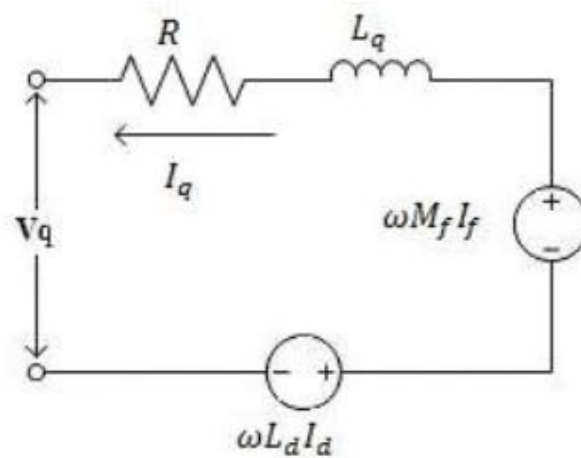 R
L_q
I_q
+
ωM_f I_f
−
Vq
− +
ωL_d I_d